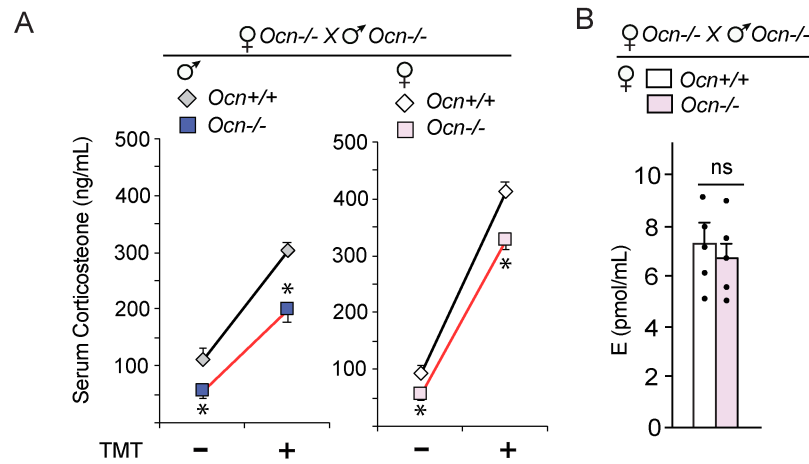 A
♀Ocn-/- X ♂Ocn-/-
♂
Ocn+/+
Ocn-/-
♀
Ocn+/+
Ocn-/-
Serum Corticosteone (ng/mL)
500
400
300
200
100
*
*
500
400
300
200
100
*
*
TMT
− + − +
B
♀Ocn-/- X ♂Ocn-/-
♀
Ocn+/+
Ocn-/-
E (pmol/mL)
10
8
6
4
2
0
ns